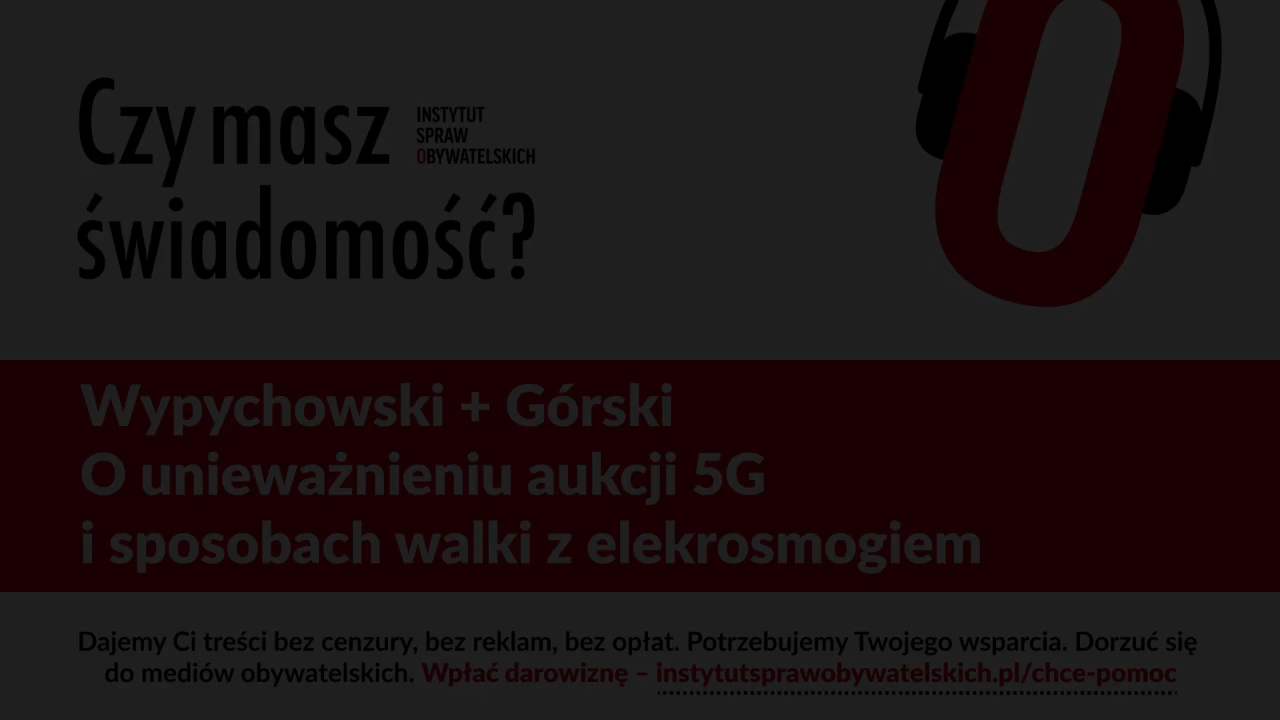 Czy masz
INSTYTUT
SPRAW
OBYWATELSKICH
świadomość?
Wypychowski + Górski
O unieważnieniu aukcji 5G
i sposobach walki z elekrosmogiem
Dajemy Ci treści bez cenzury, bez reklam, bez opłat. Potrzebujemy Twojego wsparcia. Dorzuć się
do mediów obywatelskich. Wpłać darowiznę – instytutsprawobywatelskich.pl/chce-pomoc